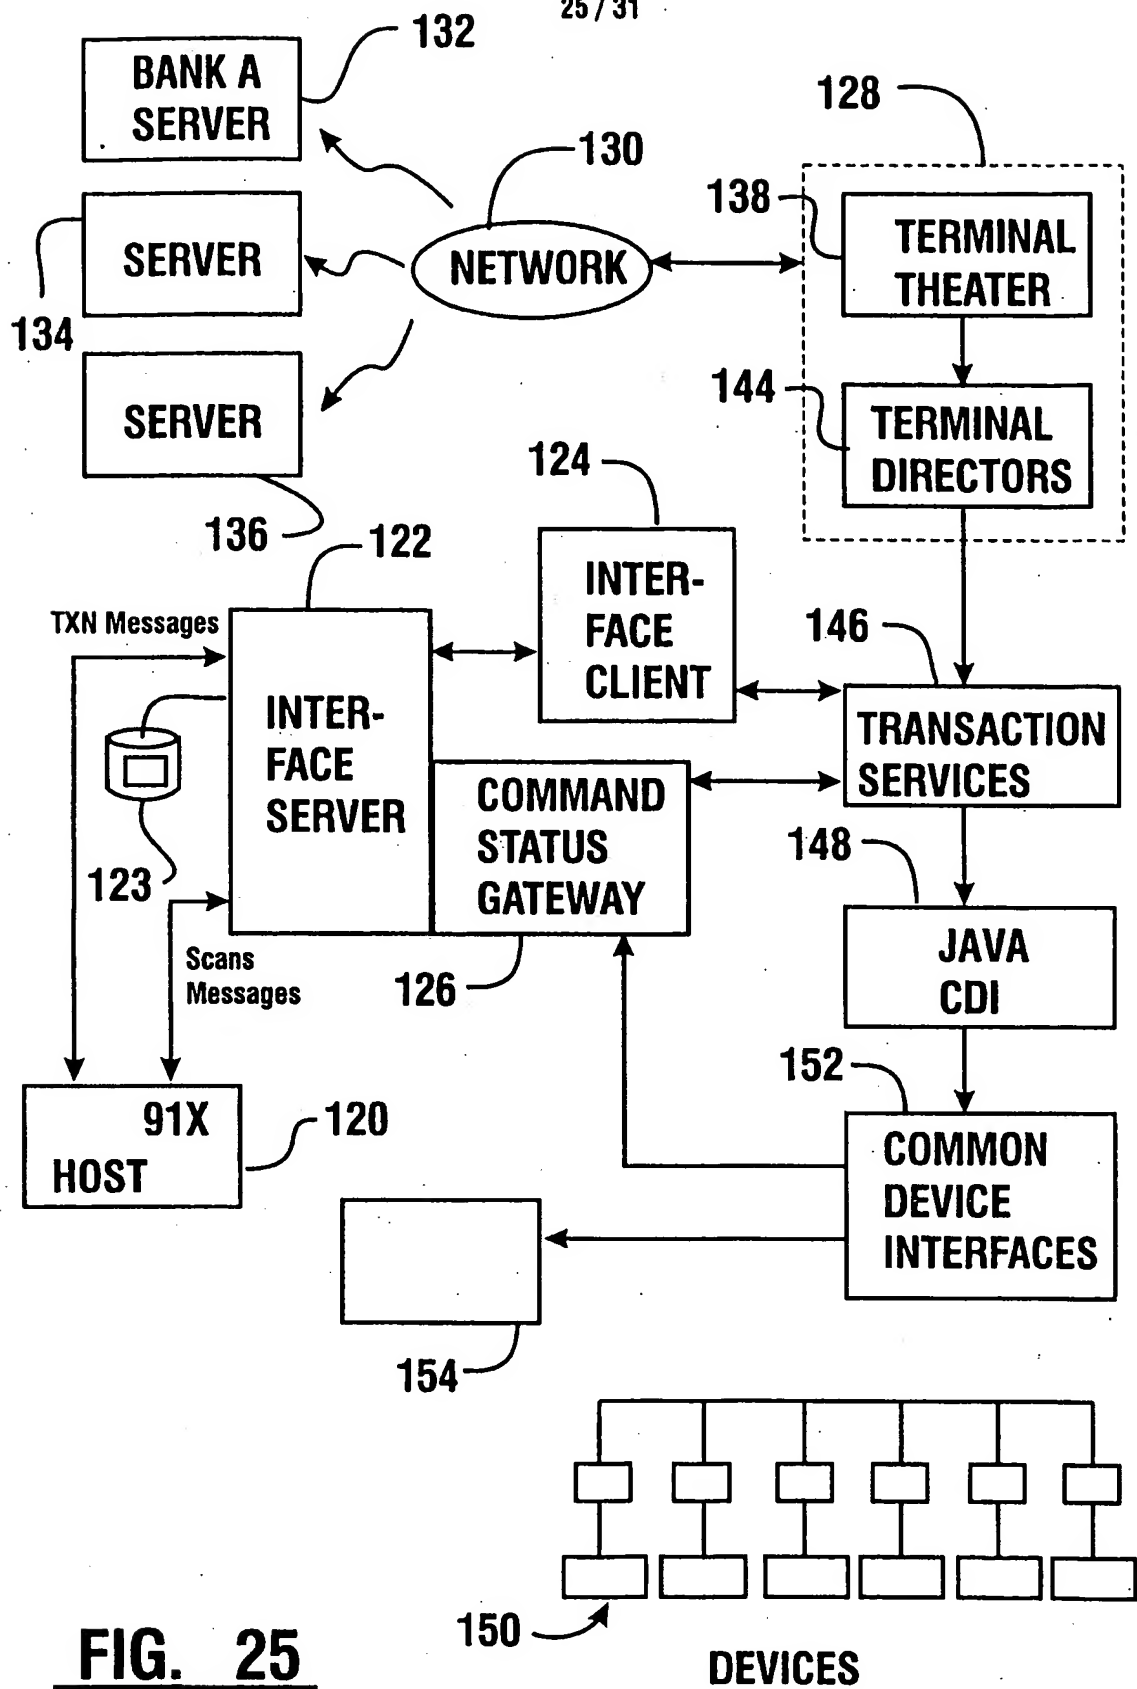 25 / 31
132
BANK A
SERVER
128
130
138
TERMINAL
THEATER
SERVER
NETWORK
134
144
TERMINAL
DIRECTORS
SERVER
124
136
122
INTER-
FACE
CLIENT
TXN Messages
146
INTER-
FACE
SERVER
TRANSACTION
SERVICES
COMMAND
STATUS
GATEWAY
148
123
JAVA
CDI
Scans
Messages
126
152
91X
HOST
120
COMMON
DEVICE
INTERFACES
154
150
FIG. 25
DEVICES